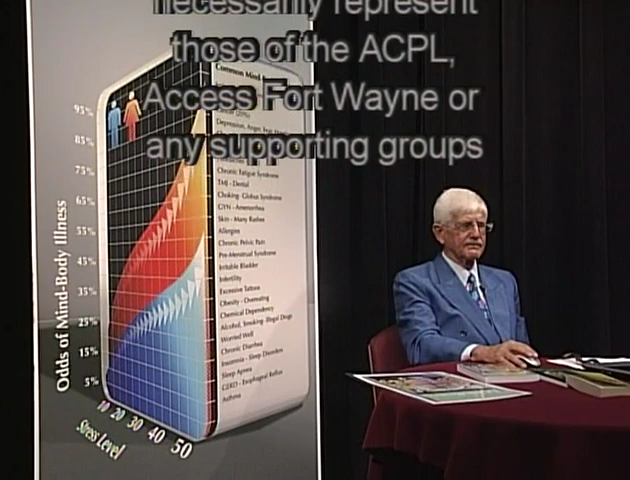 necessarily represent
those of the ACPL,
Access Fort Wayne or
any supporting groups
Common Mind-
Depression, Anger, Fear
Chronic Fatigue Syndrome
TMJ - Dental
Choking- Globus Syndrome
GYN - Amenorrhea
Skin - Many Rashes
Allergies
Chronic Pelvic Pain
Pre-Menstrual Syndrome
Irritable Bladder
Infertility
Excessive Tattoos
Obesity - Overeating
Chemical Dependency
Alcohol, Smoking- Illegal Drugs
Worried Well
Chronic Diarrhea
Insomnia - Sleep Disorders
Sleep Apnea
GERD - Esophageal Reflux
Asthma
Odds of Mind-Body Illness
95%
85%
75%
65%
55%
45%
35%
25%
15%
5%
10 20 30 40 50
Stress Level